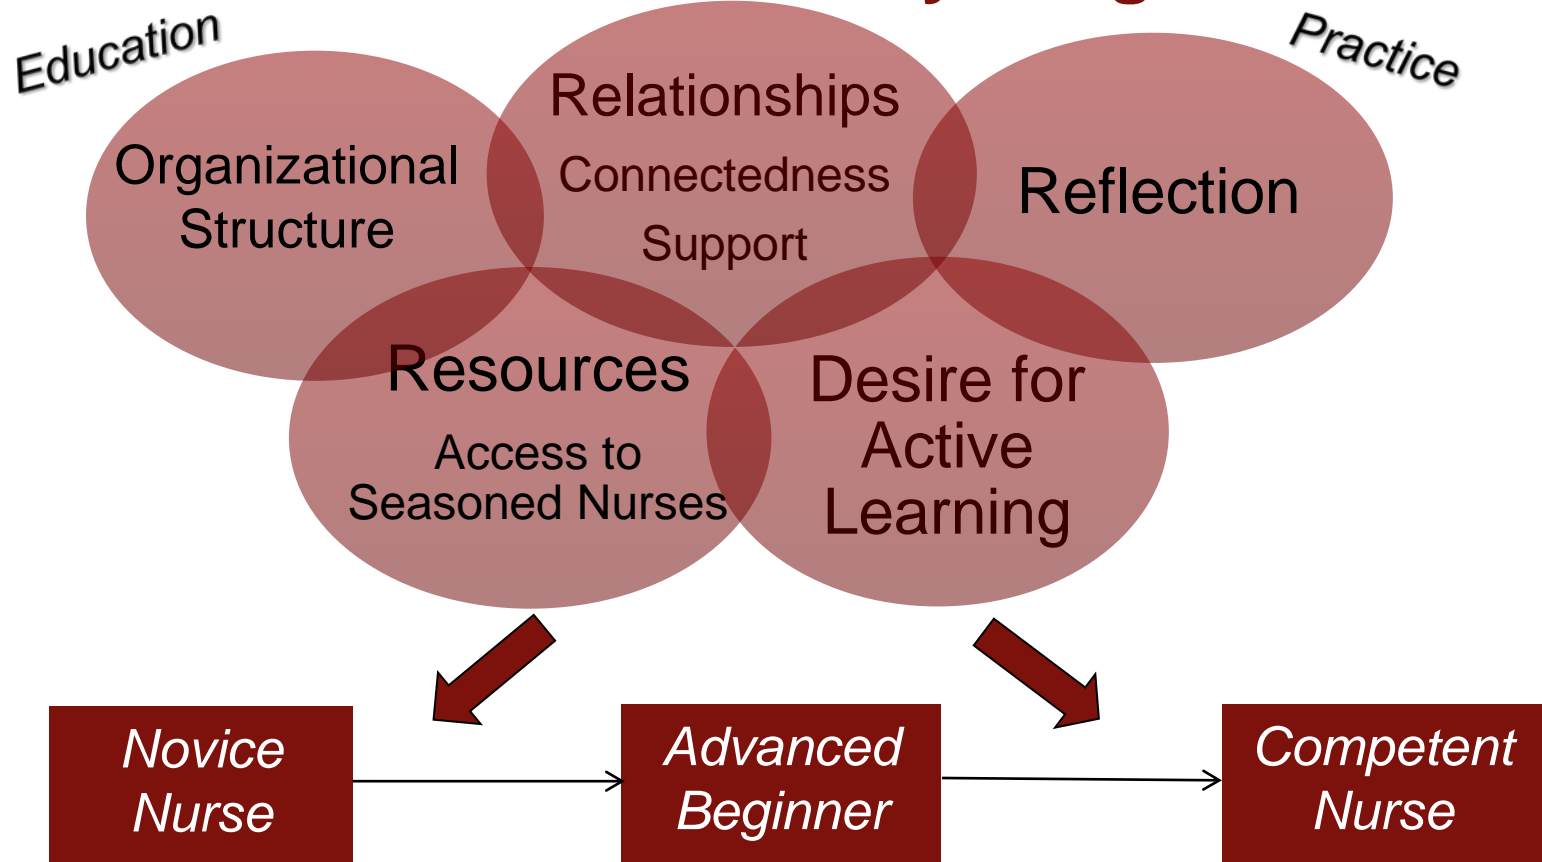 Education
Practice
Organizational
Structure
Relationships
Connectedness
Support
Reflection
Resources
Access to
Seasoned Nurses
Desire for
Active
Learning
Novice
Nurse
Advanced
Beginner
Competent
Nurse